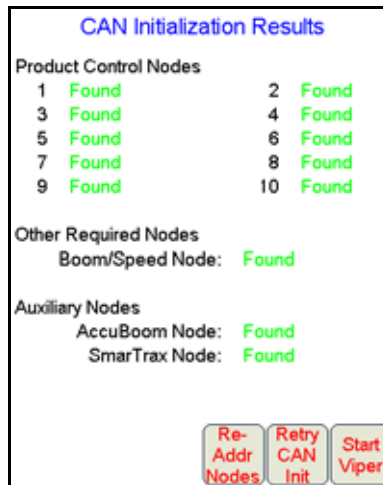 CAN Initialization Results
Product Control Nodes
1 Found 2 Found
3 Found 4 Found
5 Found 6 Found
7 Found 8 Found
9 Found 10 Found
Other Required Nodes
Boom/Speed Node: Found
Auxiliary Nodes
AccuBoom Node: Found
SmarTrax Node: Found
Re-
Addr
Nodes
Retry
CAN
Init
Start
Viper